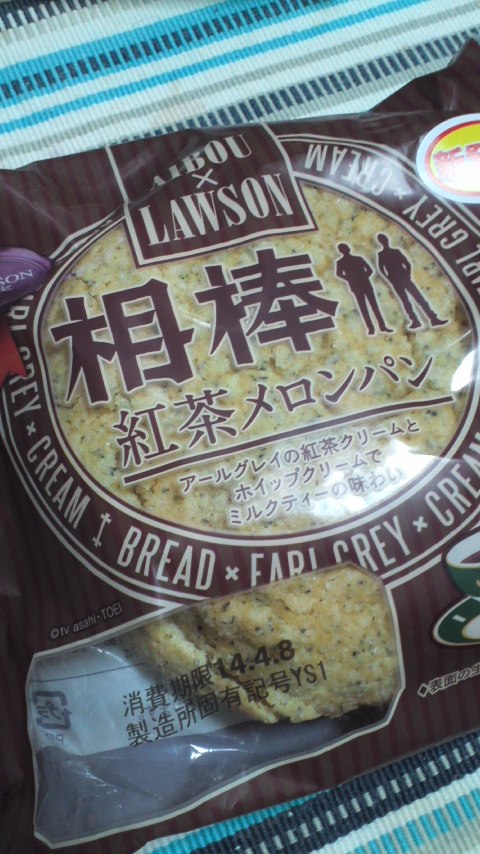 AIBOU
×
LAWSON
CREAM
EARL GREY × CREAM ‡ BREAD × EARL GREY × CREAM
新発
相棒
紅茶メロンパン
アールグレイの紅茶クリームと
ホイップクリームで
ミルクティーの味わい
©tv asahi・TOEI
消費期限14.4.8
製造所固有記号YS1
◆表面の生